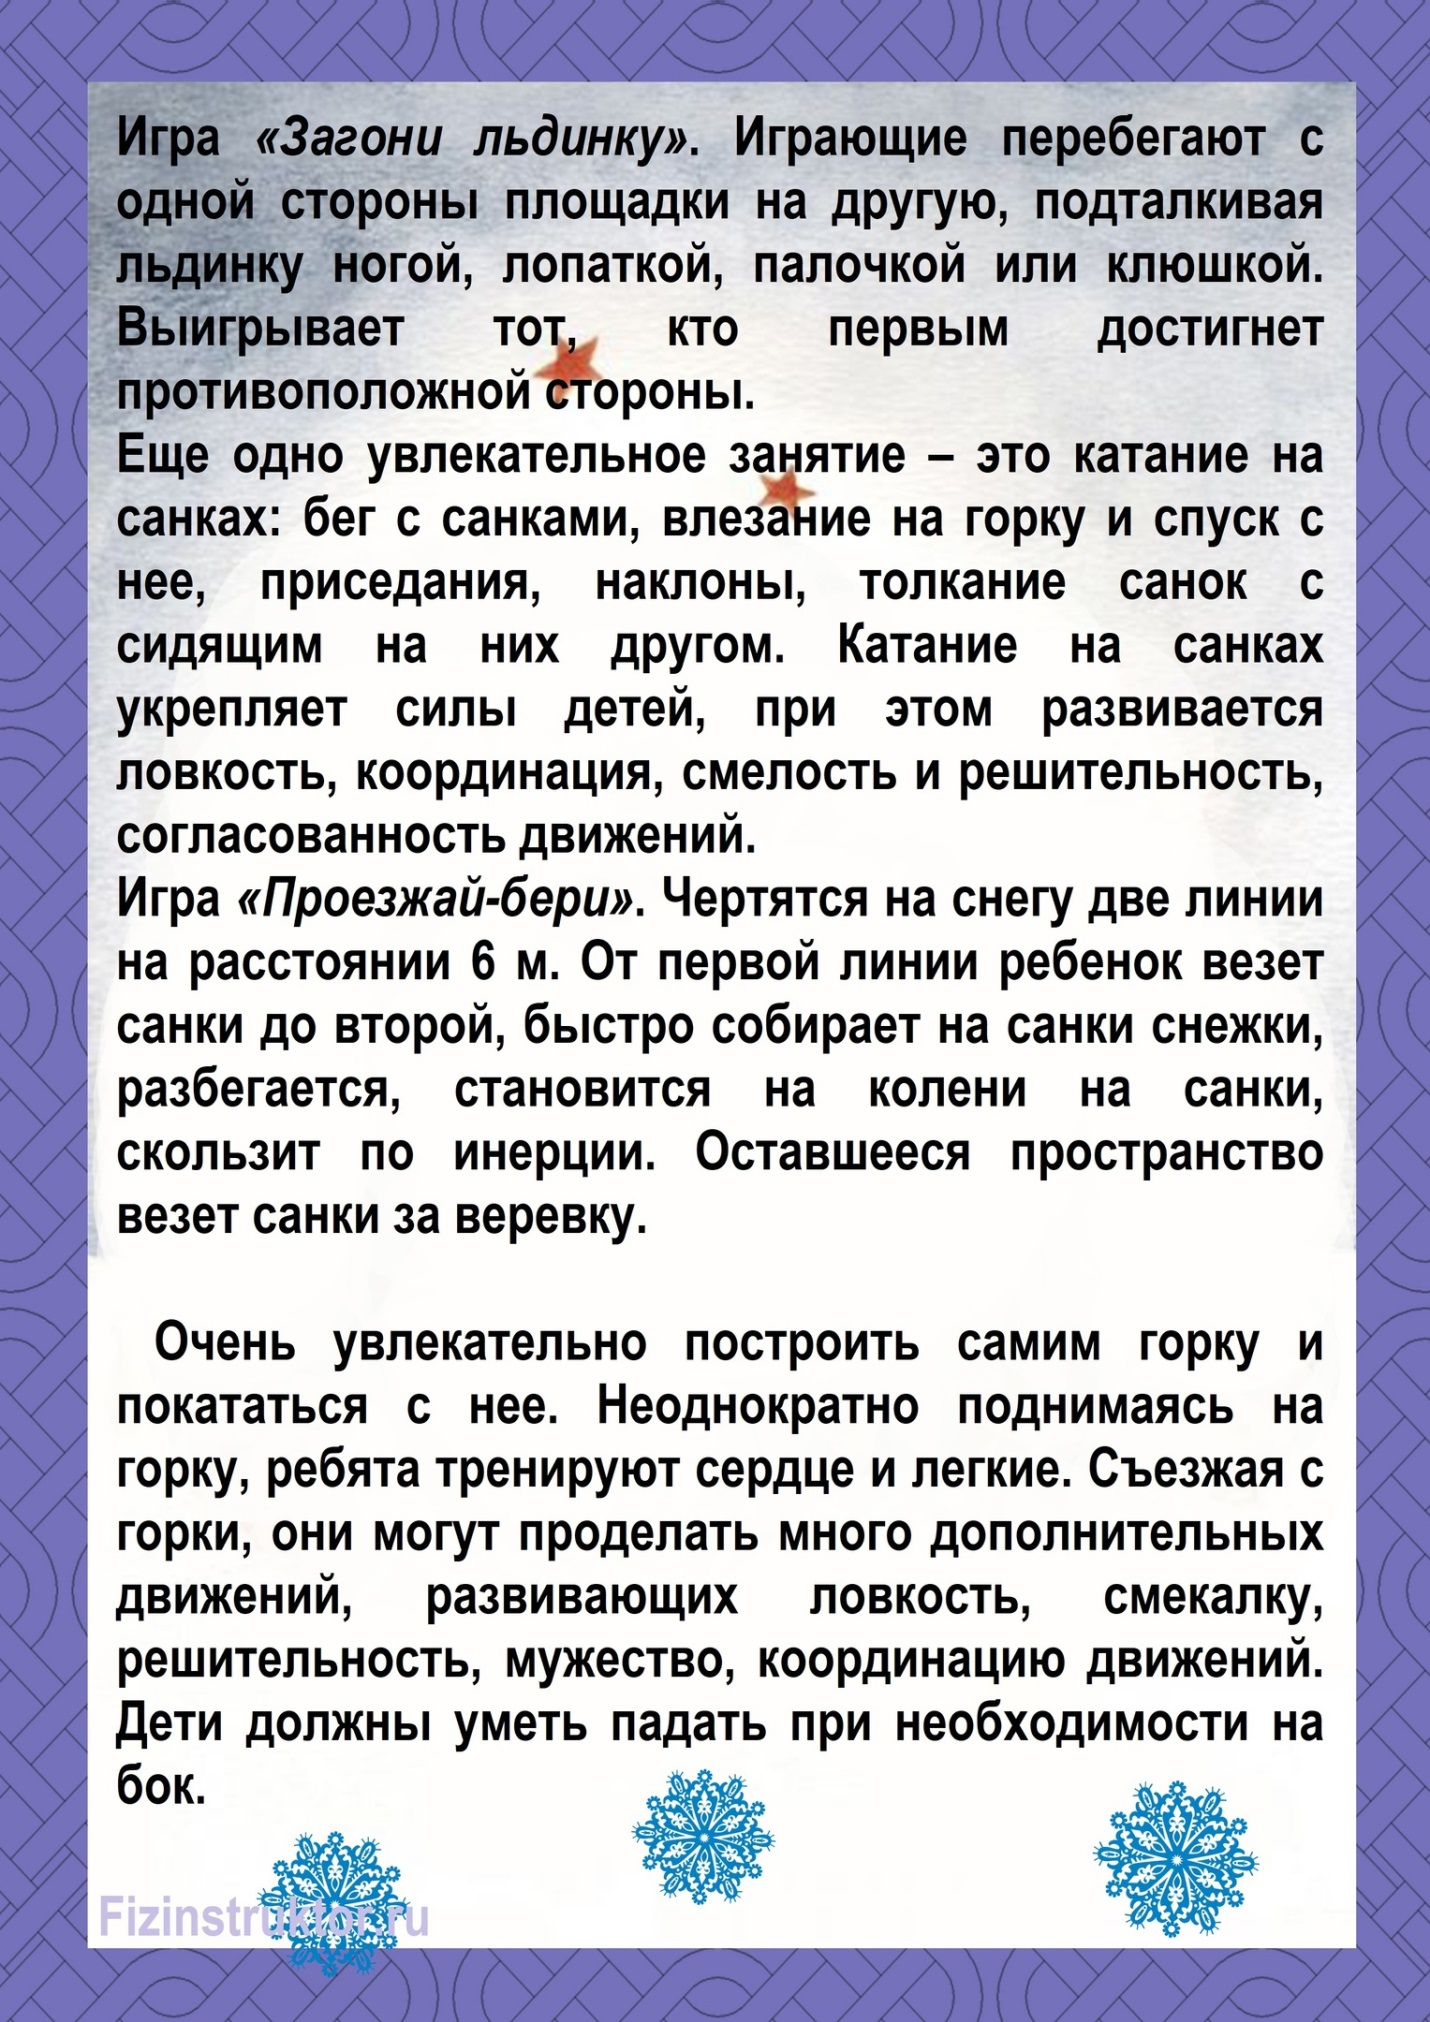 Игра «Загони льдинку». Играющие перебегают с
одной стороны площадки на другую, подталкивая
льдинку ногой, лопаткой, палочкой или клюшкой.
Выигрывает тот, кто первым достигнет
противоположной стороны.
Еще одно увлекательное занятие – это катание на
санках: бег с санками, влезание на горку и спуск с
нее, приседания, наклоны, толкание санок с
сидящим на них другом. Катание на санках
укрепляет силы детей, при этом развивается
ловкость, координация, смелость и решительность,
согласованность движений.
Игра «Проезжай-бери». Чертятся на снегу две линии
на расстоянии 6 м. От первой линии ребенок везет
санки до второй, быстро собирает на санки снежки,
разбегается, становится на колени на санки,
скользит по инерции. Оставшееся пространство
везет санки за веревку.
Очень увлекательно построить самим горку и
покататься с нее. Неоднократно поднимаясь на
горку, ребята тренируют сердце и легкие. Съезжая с
горки, они могут проделать много дополнительных
движений, развивающих ловкость, смекалку,
решительность, мужество, координацию движений.
Дети должны уметь падать при необходимости на
бок.
Fizinstruktor.ru